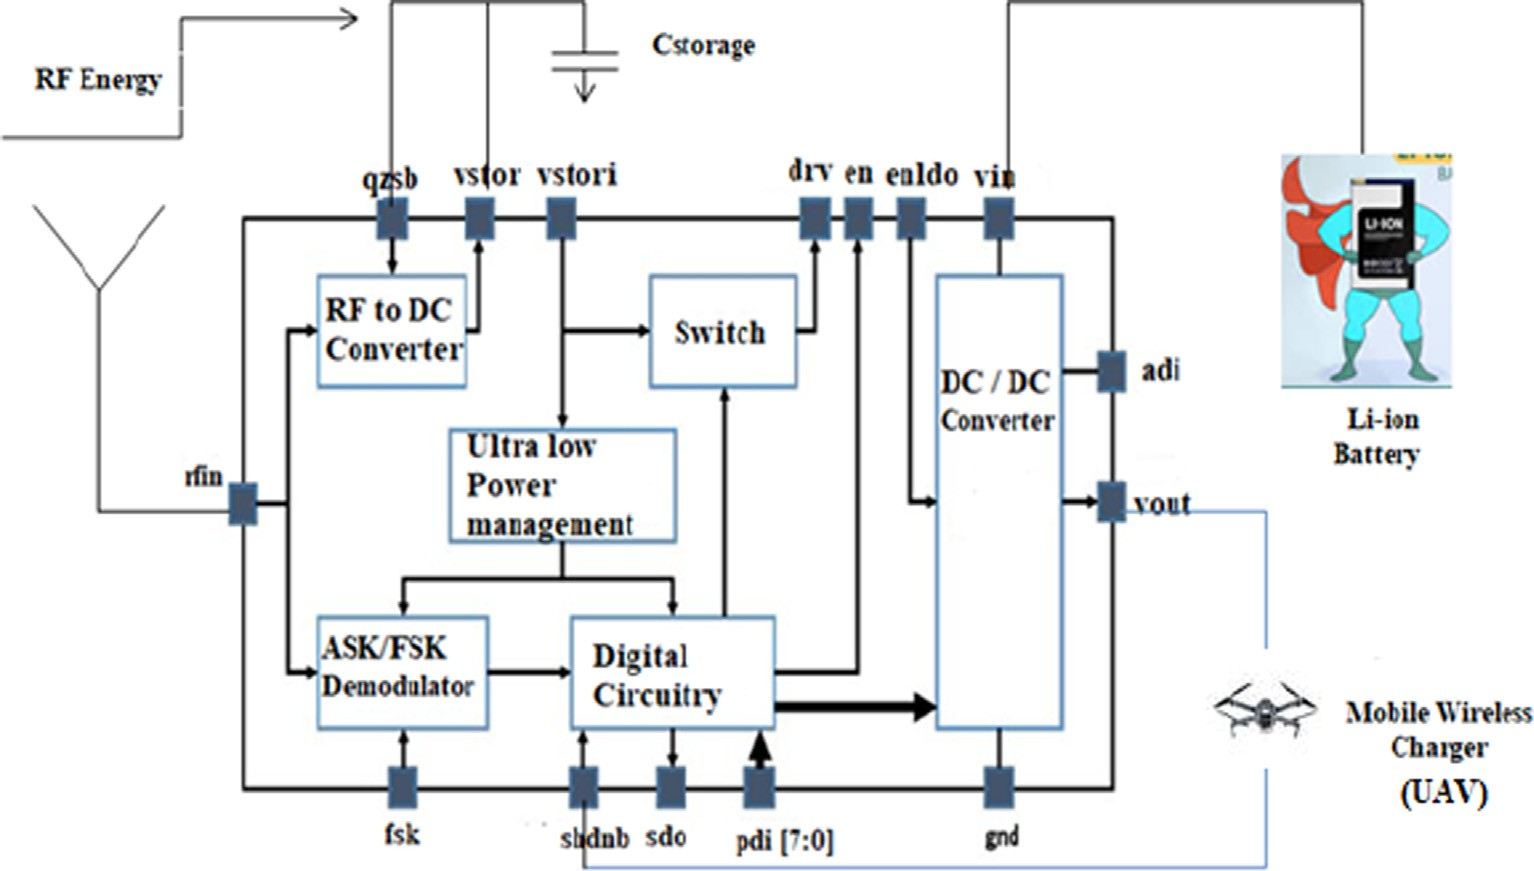 RF Energy
Cstorage
qzsb
vstor
vstori
drv
en
enldo
vin
LI-ION
RF to DC
Converter
Switch
DC / DC
Converter
adi
Li-ion
Battery
Ultra low
Power
management
rfin
vout
ASK/FSK
Demodulator
Digital
Circuitry
Mobile Wireless
Charger
(UAV)
fsk
shdnb
sdo
pdi [7:0]
gnd